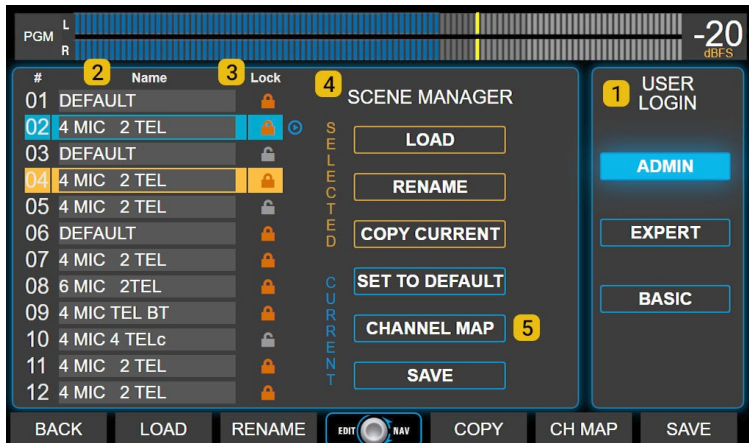 PGM L R -20 dBFS
# 2 Name 3 Lock
01 DEFAULT
02 4 MIC 2 TEL
03 DEFAULT
04 4 MIC 2 TEL
05 4 MIC 2 TEL
06 DEFAULT
07 4 MIC 2 TEL
08 6 MIC 2TEL
09 4 MIC TEL BT
10 4 MIC 4 TELc
11 4 MIC 2 TEL
12 4 MIC 2 TEL
4 SCENE MANAGER
SELECTED
LOAD
RENAME
COPY CURRENT
CURRENT
SET TO DEFAULT
CHANNEL MAP 5
SAVE
1 USER
LOGIN
ADMIN
EXPERT
BASIC
BACK LOAD RENAME EDIT NAV COPY CH MAP SAVE